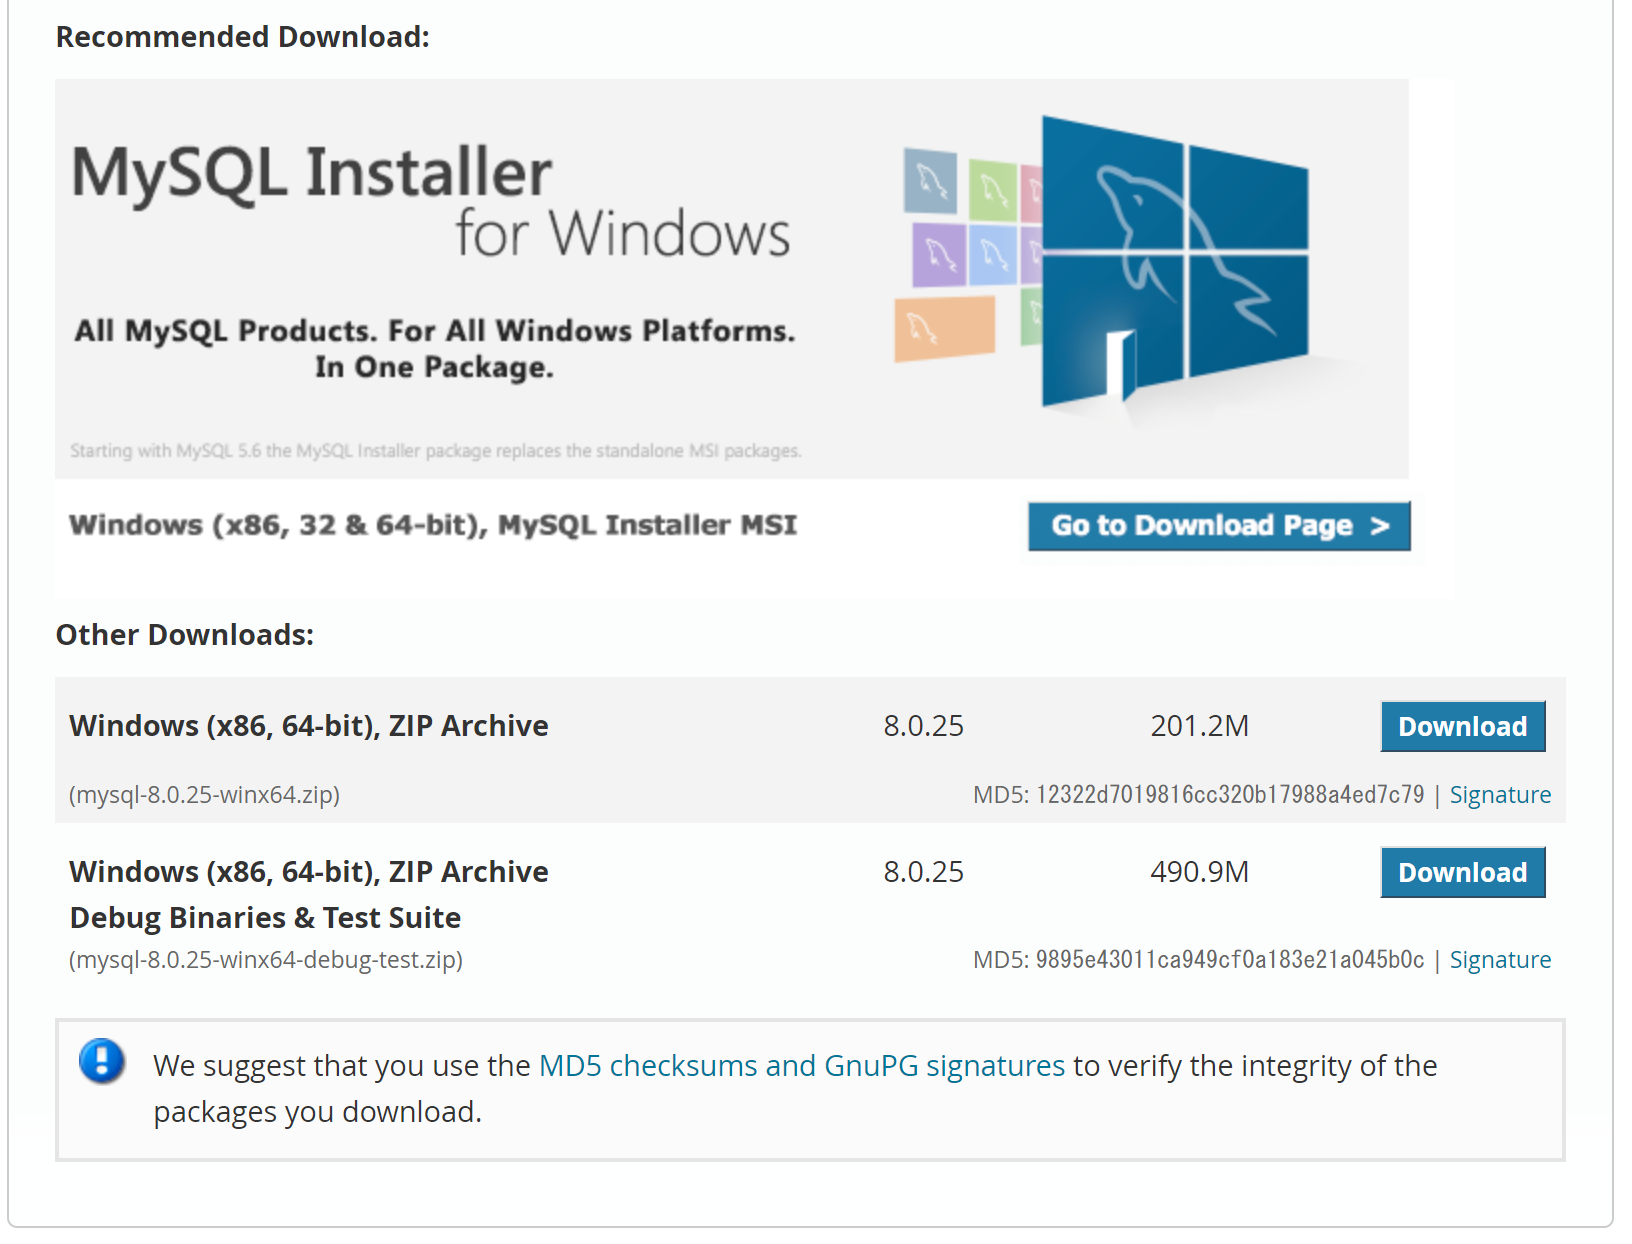 Recommended Download:
MySQL Installer
for Windows
All MySQL Products. For All Windows Platforms.
In One Package.
Starting with MySQL 5.6 the MySQL Installer package replaces the standalone MSI packages.
Windows (x86, 32 & 64-bit), MySQL Installer MSI
Go to Download Page >
Other Downloads:
Windows (x86, 64-bit), ZIP Archive 8.0.25 201.2M Download
(mysql-8.0.25-winx64.zip) MD5: 12322d7019816cc320b17988a4ed7c79 | Signature
Windows (x86, 64-bit), ZIP Archive 8.0.25 490.9M Download
Debug Binaries & Test Suite
(mysql-8.0.25-winx64-debug-test.zip) MD5: 9895e43011ca949cf0a183e21a045b0c | Signature
We suggest that you use the MD5 checksums and GnuPG signatures to verify the integrity of the
packages you download.